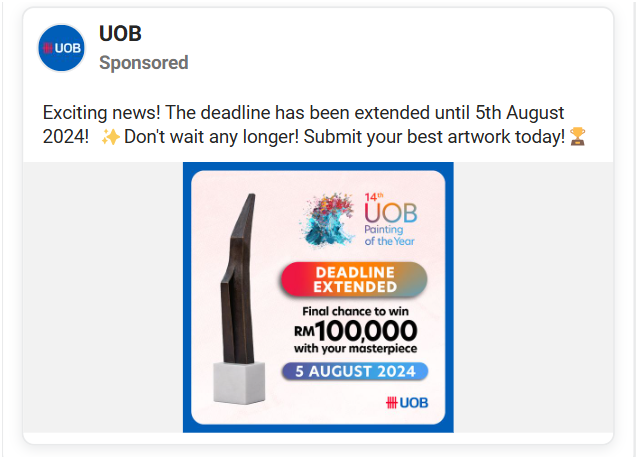 UOB
UOB
Sponsored
Exciting news! The deadline has been extended until 5th August
2024! ✨ Don't wait any longer! Submit your best artwork today! 🏆
14th
UOB
Painting
of the Year
DEADLINE
EXTENDED
Final chance to win
RM100,000
with your masterpiece
5 AUGUST 2024
UOB